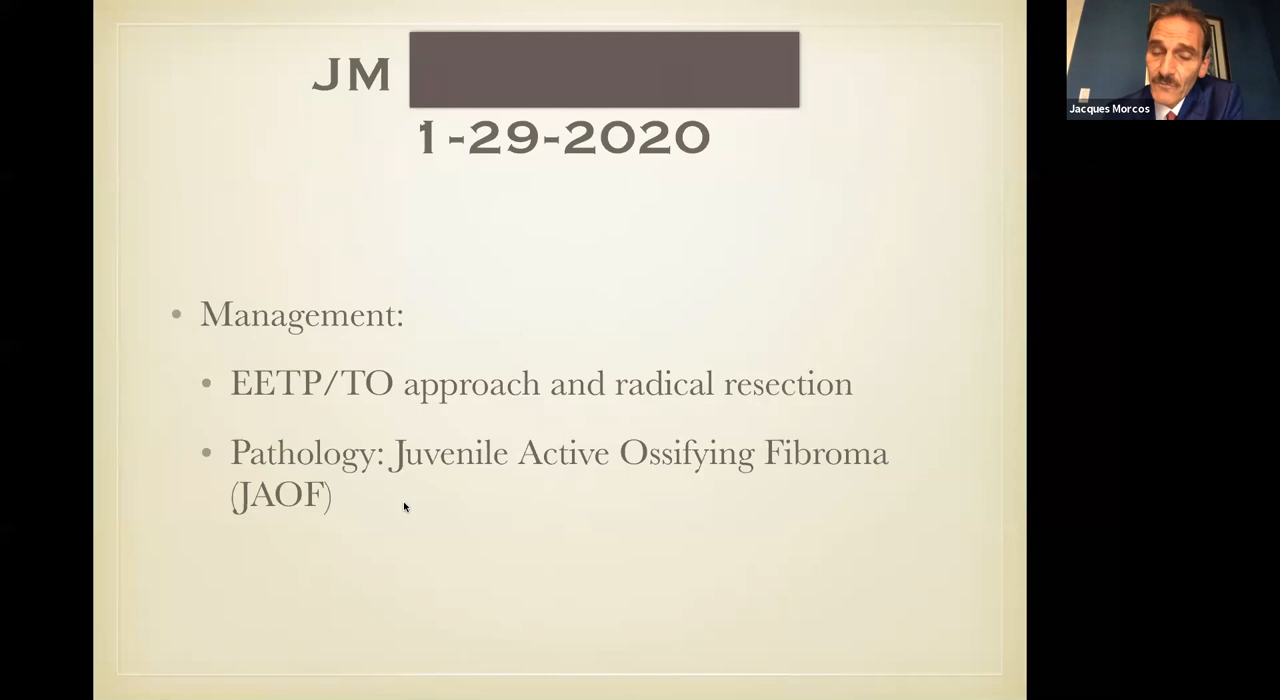 JM
1-29-2020
• Management:
• EETP/TO approach and radical resection
• Pathology: Juvenile Active Ossifying Fibroma
(JAOF)
Jacques Morcos